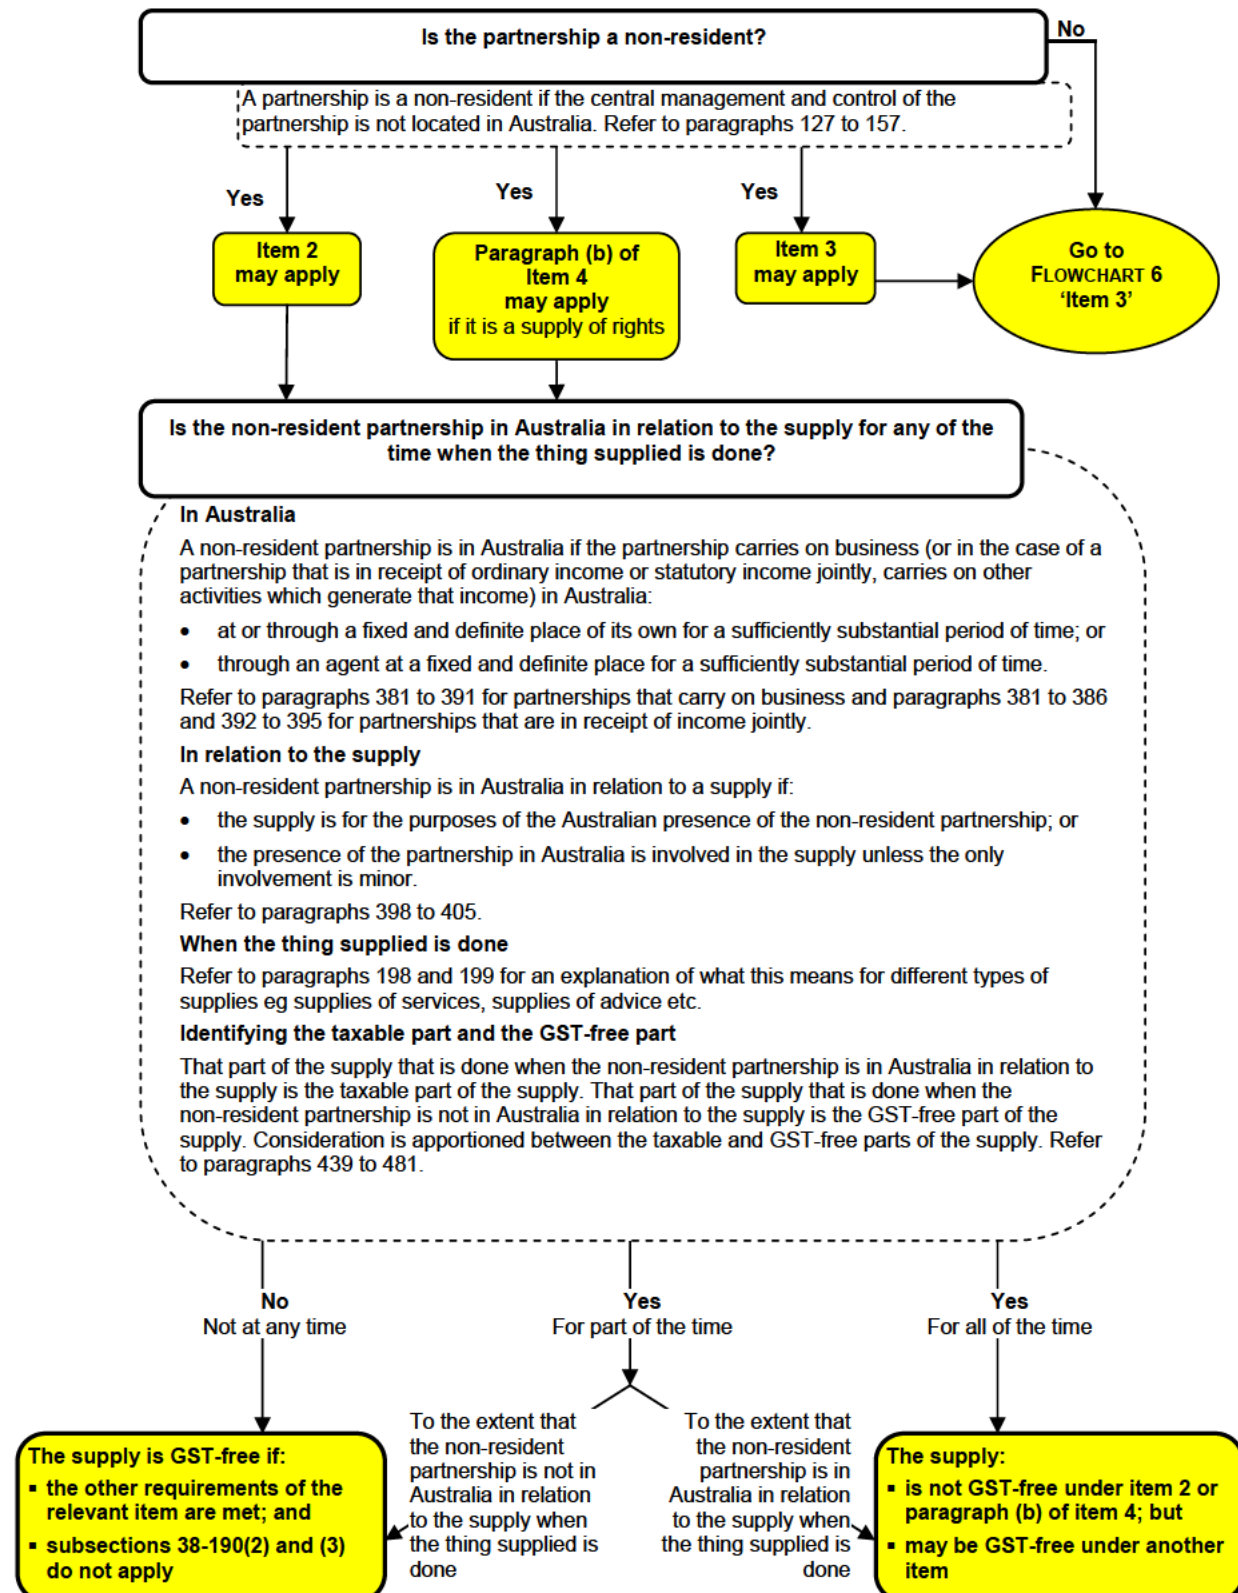 Is the partnership a non-resident?
No
A partnership is a non-resident if the central management and control of the
partnership is not located in Australia. Refer to paragraphs 127 to 157.
Yes
Yes
Yes
Item 2
may apply
Paragraph (b) of
Item 4
may apply
if it is a supply of rights
Item 3
may apply
Go to
FLOWCHART 6
‘Item 3’
Is the non-resident partnership in Australia in relation to the supply for any of the
time when the thing supplied is done?
In Australia
A non-resident partnership is in Australia if the partnership carries on business (or in the case of a
partnership that is in receipt of ordinary income or statutory income jointly, carries on other
activities which generate that income) in Australia:
• at or through a fixed and definite place of its own for a sufficiently substantial period of time; or
• through an agent at a fixed and definite place for a sufficiently substantial period of time.
Refer to paragraphs 381 to 391 for partnerships that carry on business and paragraphs 381 to 386
and 392 to 395 for partnerships that are in receipt of income jointly.
In relation to the supply
A non-resident partnership is in Australia in relation to a supply if:
• the supply is for the purposes of the Australian presence of the non-resident partnership; or
• the presence of the partnership in Australia is involved in the supply unless the only
involvement is minor.
Refer to paragraphs 398 to 405.
When the thing supplied is done
Refer to paragraphs 198 and 199 for an explanation of what this means for different types of
supplies eg supplies of services, supplies of advice etc.
Identifying the taxable part and the GST-free part
That part of the supply that is done when the non-resident partnership is in Australia in relation to
the supply is the taxable part of the supply. That part of the supply that is done when the
non-resident partnership is not in Australia in relation to the supply is the GST-free part of the
supply. Consideration is apportioned between the taxable and GST-free parts of the supply. Refer
to paragraphs 439 to 481.
No
Not at any time
Yes
For part of the time
Yes
For all of the time
The supply is GST-free if:
▪ the other requirements of the
relevant item are met; and
▪ subsections 38-190(2) and (3)
do not apply
To the extent that
the non-resident
partnership is not in
Australia in relation
to the supply when
the thing supplied is
done
To the extent that
the non-resident
partnership is in
Australia in relation
to the supply when
the thing supplied is
done
The supply:
▪ is not GST-free under item 2 or
paragraph (b) of item 4; but
▪ may be GST-free under another
item